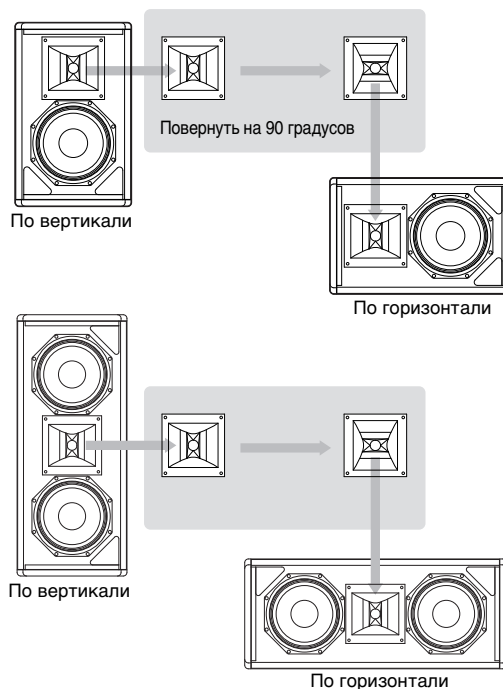 Повернуть на 90 градусов
По вертикали
По горизонтали
По вертикали
По горизонтали